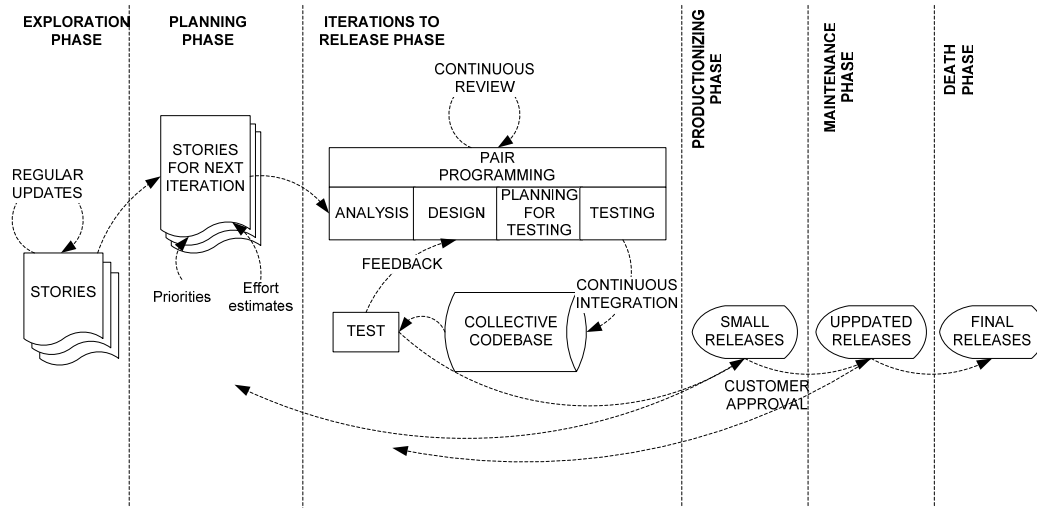 EXPLORATION
PHASE
PLANNING
PHASE
ITERATIONS TO
RELEASE PHASE
PRODUCTIONIZING
PHASE
MAINTENANCE
PHASE
DEATH
PHASE
CONTINUOUS
REVIEW
REGULAR
UPDATES
STORIES
STORIES
FOR NEXT
ITERATION
Priorities
Effort
estimates
PAIR
PROGRAMMING
ANALYSIS
DESIGN
PLANNING
FOR
TESTING
TESTING
FEEDBACK
CONTINUOUS
INTEGRATION
TEST
COLLECTIVE
CODEBASE
SMALL
RELEASES
UPPDATED
RELEASES
FINAL
RELEASES
CUSTOMER
APPROVAL